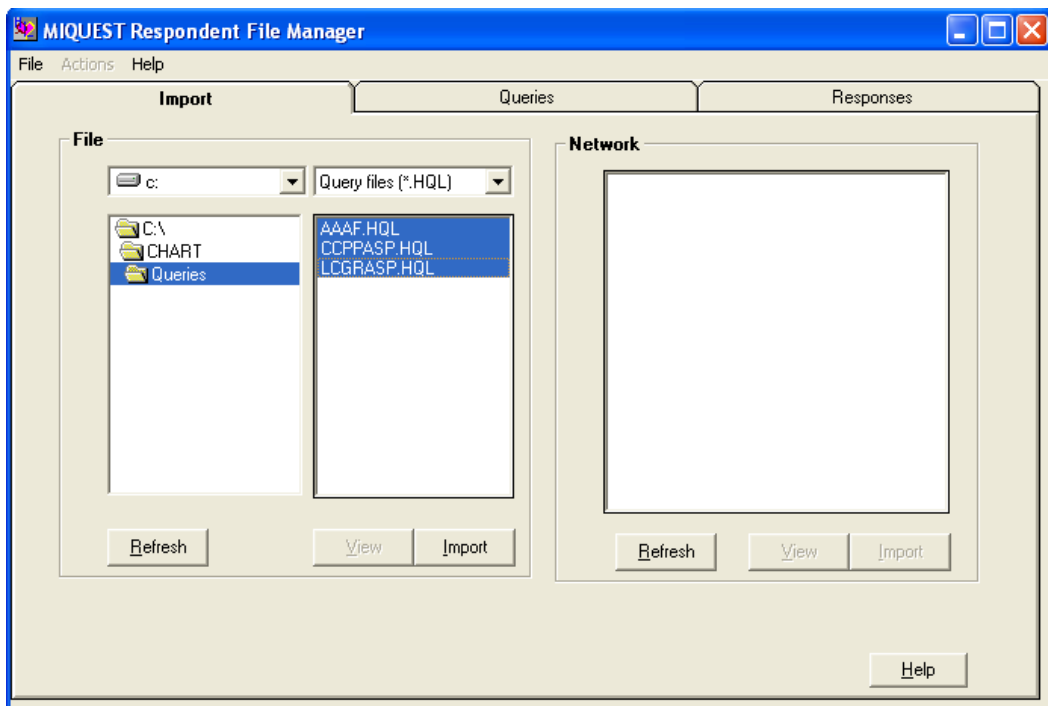 MIQUEST Respondent File Manager
File Actions Help
Import Queries Responses
File
c: Query files (*.HQL)
C:\
CHART
Queries
AAAF.HQL
CCPPASP.HQL
LCGRASP.HQL
Refresh View Import
Network
Refresh View Import
Help